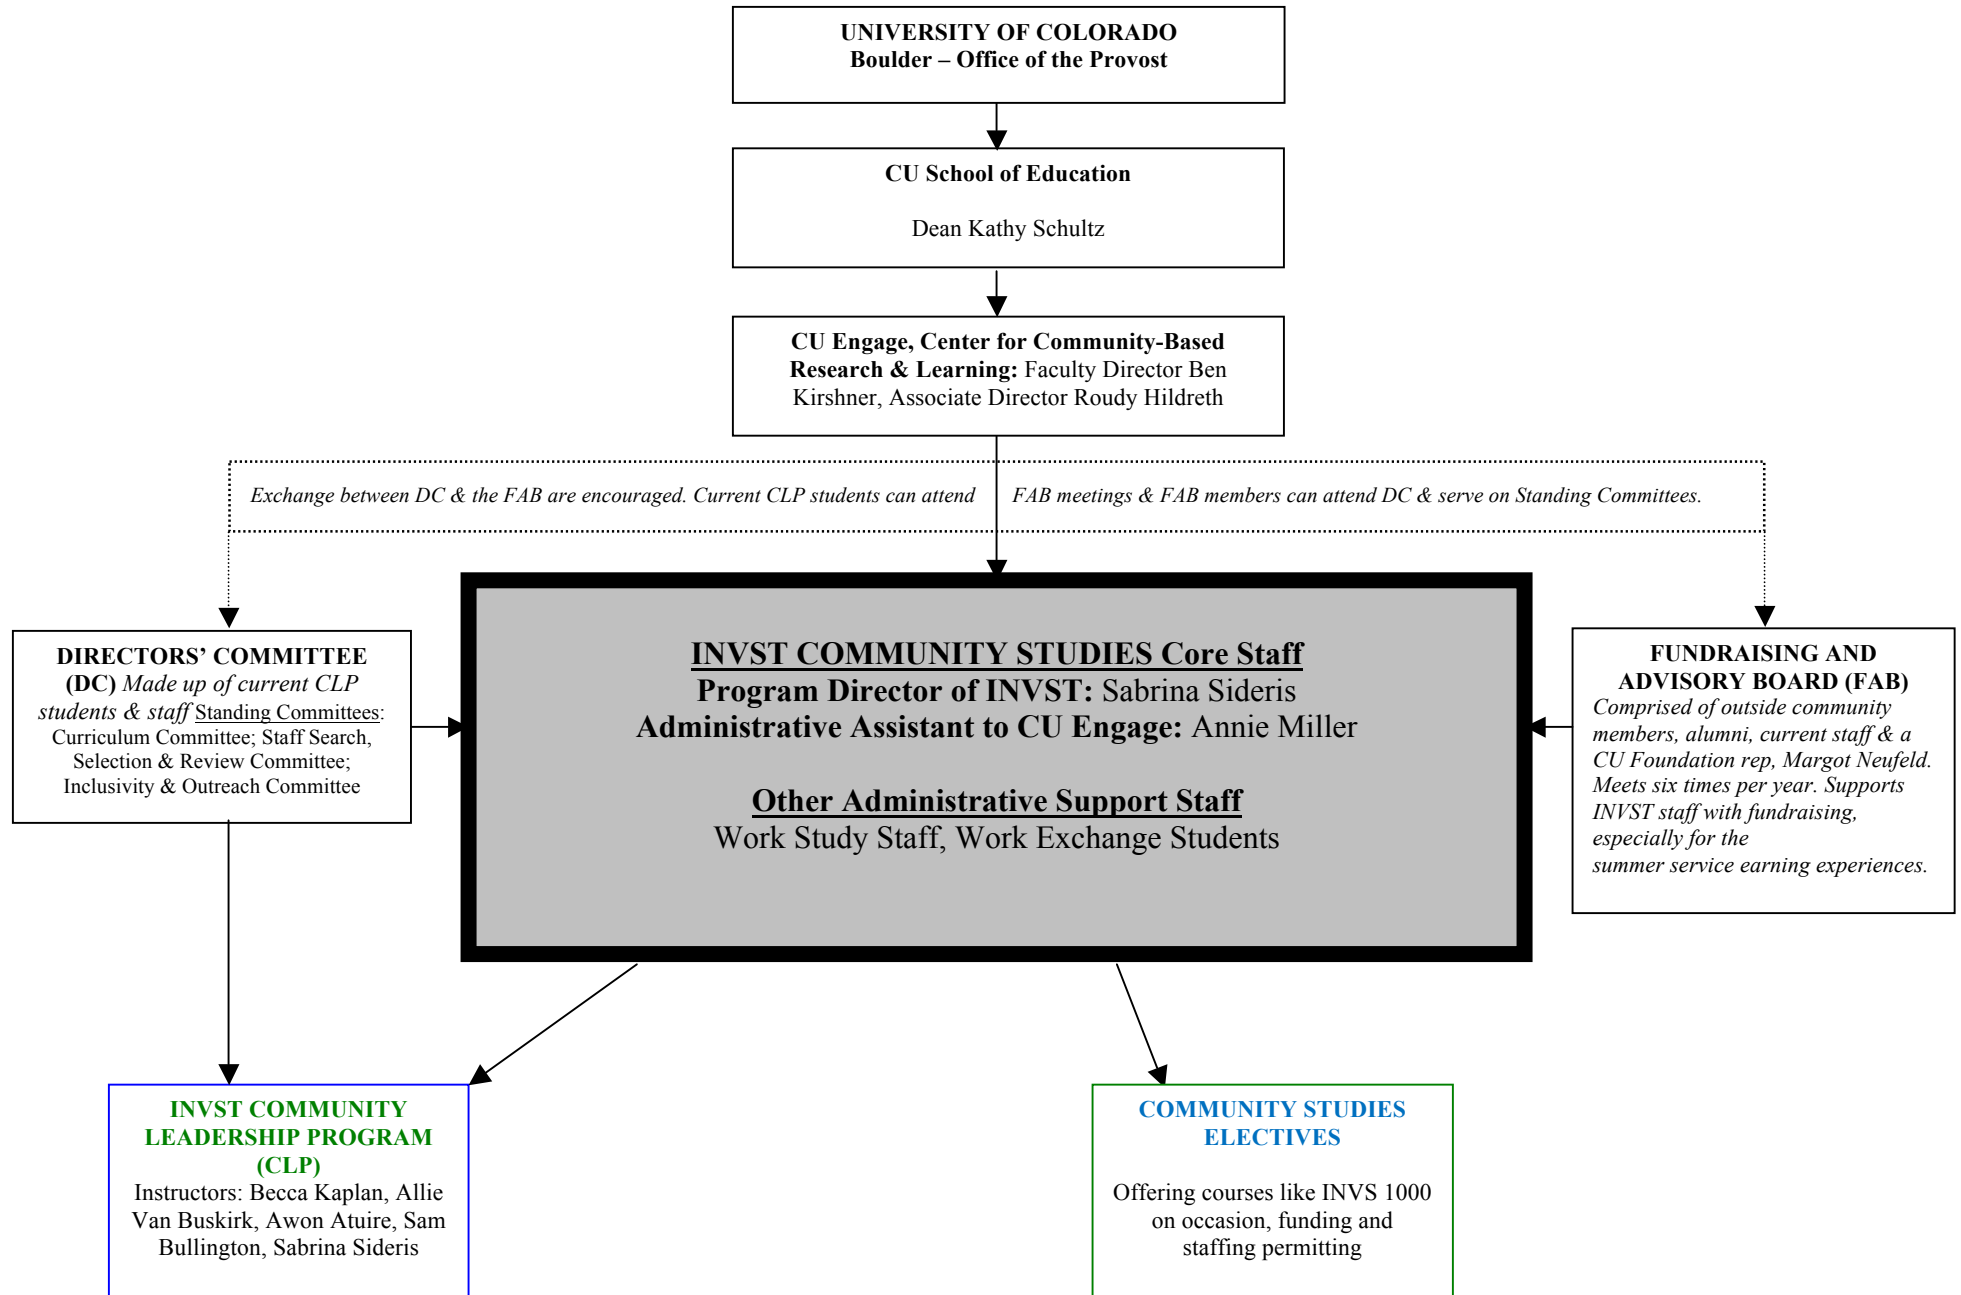 UNIVERSITY OF COLORADO
Boulder – Office of the Provost
CU School of Education
Dean Kathy Schultz
CU Engage, Center for Community-Based
Research & Learning: Faculty Director Ben
Kirshner, Associate Director Roudy Hildreth
Exchange between DC & the FAB are encouraged. Current CLP students can attend FAB meetings & FAB members can attend DC & serve on Standing Committees.
DIRECTORS' COMMITTEE
(DC) Made up of current CLP
students & staff Standing Committees:
Curriculum Committee; Staff Search,
Selection & Review Committee;
Inclusivity & Outreach Committee
INVST COMMUNITY STUDIES Core Staff
Program Director of INVST: Sabrina Sideris
Administrative Assistant to CU Engage: Annie Miller
Other Administrative Support Staff
Work Study Staff, Work Exchange Students
FUNDRAISING AND
ADVISORY BOARD (FAB)
Comprised of outside community
members, alumni, current staff & a
CU Foundation rep, Margot Neufeld.
Meets six times per year. Supports
INVST staff with fundraising,
especially for the
summer service earning experiences.
INVST COMMUNITY
LEADERSHIP PROGRAM
(CLP)
Instructors: Becca Kaplan, Allie
Van Buskirk, Awon Atuire, Sam
Bullington, Sabrina Sideris
COMMUNITY STUDIES
ELECTIVES
Offering courses like INVS 1000
on occasion, funding and
staffing permitting